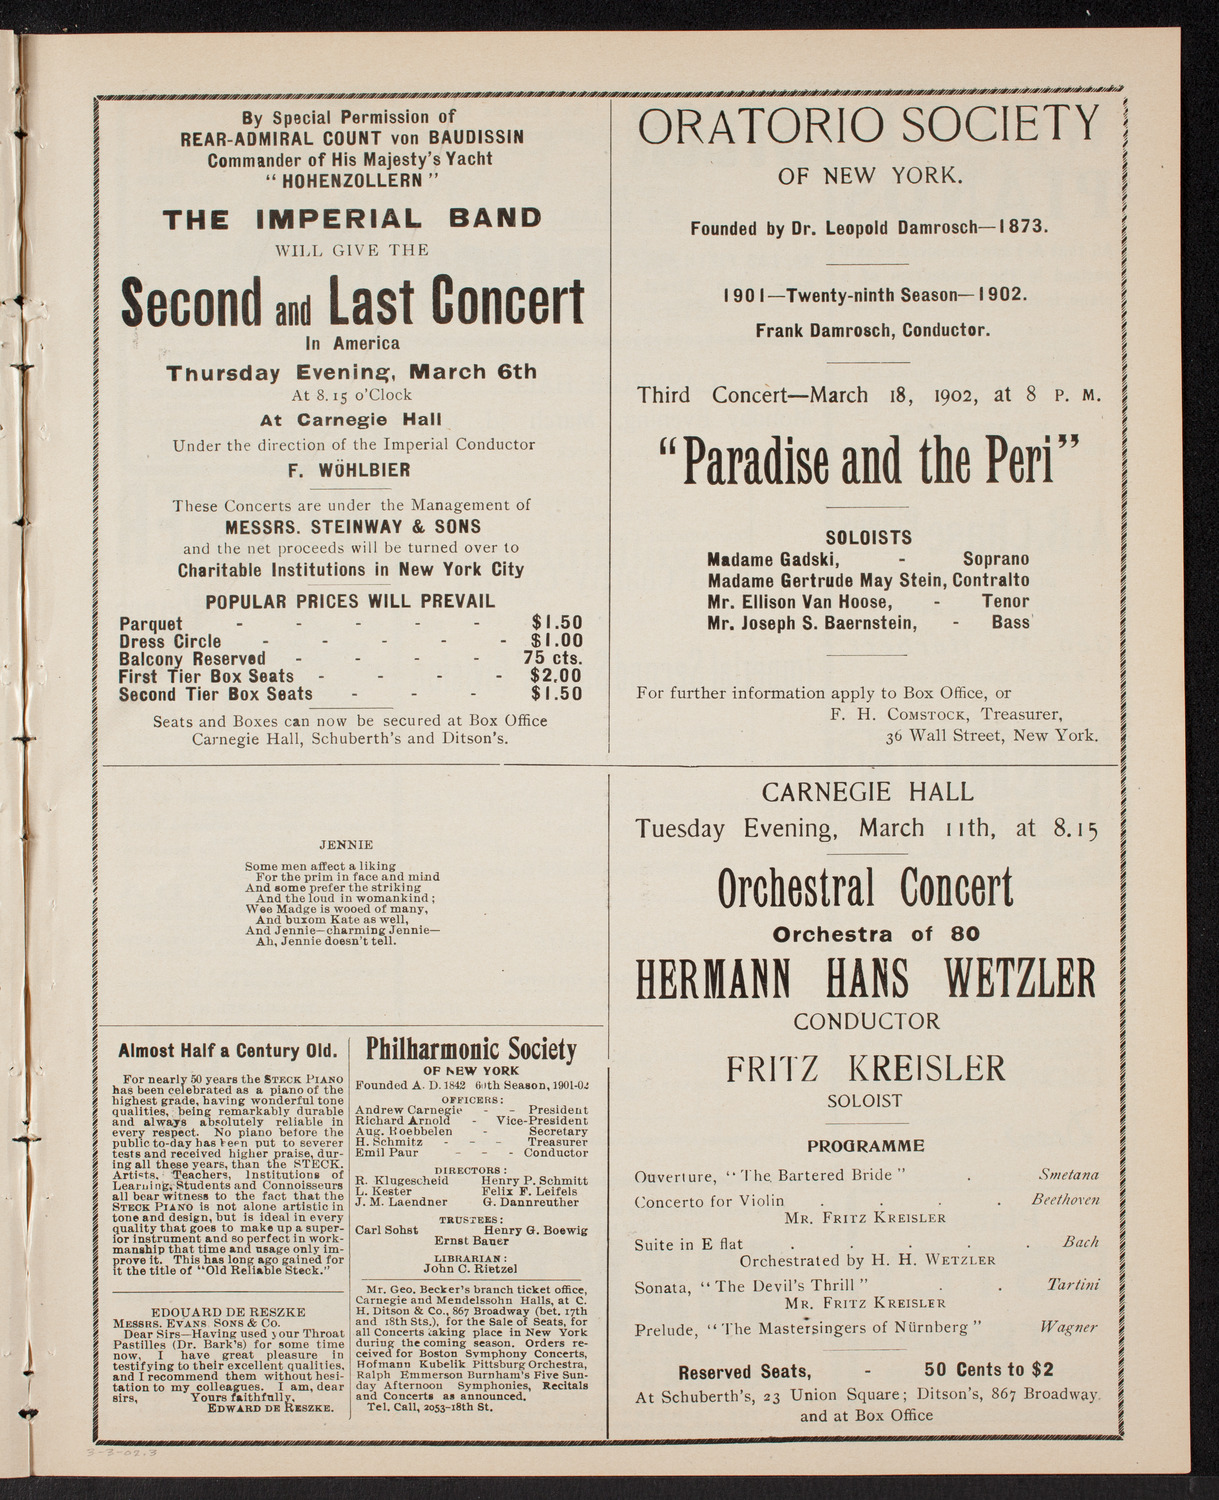 By Special Permission of
REAR-ADMIRAL COUNT von BAUDISSIN
Commander of His Majesty's Yacht
"HOHENZOLLERN"
THE IMPERIAL BAND
WILL GIVE THE
Second and Last Concert
In America
Thursday Evening, March 6th
At 8.15 o'Clock
At Carnegie Hall
Under the direction of the Imperial Conductor
F. WÖHLBIER
These Concerts are under the Management of
MESSRS. STEINWAY & SONS
and the net proceeds will be turned over to
Charitable Institutions in New York City
POPULAR PRICES WILL PREVAIL
Parquet - - - - - $1.50
Dress Circle - - - - - $1.00
Balcony Reserved - - - - 75 cts.
First Tier Box Seats - - - - $2.00
Second Tier Box Seats - - - $1.50
Seats and Boxes can now be secured at Box Office
Carnegie Hall, Schuberth's and Ditson's.
ORATORIO SOCIETY
OF NEW YORK.
Founded by Dr. Leopold Damrosch—1873.
1901—Twenty-ninth Season—1902.
Frank Damrosch, Conductor.
Third Concert—March 18, 1902, at 8 P. M.
"Paradise and the Peri"
SOLOISTS
Madame Gadski, - Soprano
Madame Gertrude May Stein, Contralto
Mr. Ellison Van Hoose, - Tenor
Mr. Joseph S. Baernstein, - Bass
For further information apply to Box Office, or
F. H. COMSTOCK, Treasurer,
36 Wall Street, New York.
JENNIE
Some men affect a liking
For the prim in face and mind
And some prefer the striking
And the loud in womankind;
Wee Madge is wooed of many,
And buxom Kate as well,
And Jennie—charming Jennie—
Ah, Jennie doesn't tell.
Almost Half a Century Old.
For nearly 50 years the STECK PIANO
has been celebrated as a piano of the
highest grade, having wonderful tone
qualities, being remarkably durable
and always absolutely reliable in
every respect. No piano before the
public to-day has been put to severer
tests and received higher praise, dur-
ing all these years, than the STECK.
Artists, Teachers, Institutions of
Learning, Students and Connoisseurs
all bear witness to the fact that the
STECK PIANO is not alone artistic in
tone and design, but is ideal in every
quality that goes to make up a super-
ior instrument and so perfect in work-
manship that time and usage only im-
prove it. This has long ago gained for
it the title of "Old Reliable Steck."
EDOUARD DE RESZKE
MESSRS. EVANS SONS & CO.
Dear Sirs—Having used your Throat
Pastilles (Dr. Bark's) for some time
now, I have great pleasure in
testifying to their excellent qualities,
and I recommend them without hesi-
tation to my colleagues. I am, dear
sirs, Yours faithfully,
EDWARD DE RESZKE.
Philharmonic Society
OF NEW YORK
Founded A. D. 1842 60th Season, 1901-02
OFFICERS:
Andrew Carnegie - - President
Richard Arnold - Vice-President
Aug. Roebbelen - Secretary
H. Schmitz - - - Treasurer
Emil Paur - - - Conductor
DIRECTORS:
R. Klugescheid Henry P. Schmitt
L. Kester Felix F. Leifels
J. M. Laendner G. Dannreuther
TRUSTEES:
Carl Sohst Henry G. Boewig
Ernst Bauer
LIBRARIAN:
John C. Rietzel
Mr. Geo. Becker's branch ticket office,
Carnegie and Mendelssohn Halls, at C.
H. Ditson & Co., 867 Broadway (bet. 17th
and 18th Sts.), for the Sale of Seats, for
all Concerts taking place in New York
during the coming season. Orders re-
ceived for Boston Symphony Concerts,
Hofmann Kubelik Pittsburg Orchestra,
Ralph Emmerson Burnham's Five Sun-
day Afternoon Symphonies, Recitals
and Concerts as announced.
Tel. Call, 2053-18th St.
CARNEGIE HALL
Tuesday Evening, March 11th, at 8.15
Orchestral Concert
Orchestra of 80
HERMANN HANS WETZLER
CONDUCTOR
FRITZ KREISLER
SOLOIST
PROGRAMME
Ouverture, "The Bartered Bride" . Smetana
Concerto for Violin . . . . Beethoven
MR. FRITZ KREISLER
Suite in E flat . . . . . Bach
Orchestrated by H. H. WETZLER
Sonata, "The Devil's Thrill" . . Tartini
MR. FRITZ KREISLER
Prelude, "The Mastersingers of Nürnberg" Wagner
Reserved Seats, - 50 Cents to $2
At Schuberth's, 23 Union Square; Ditson's, 867 Broadway.
and at Box Office
3-3-02.3